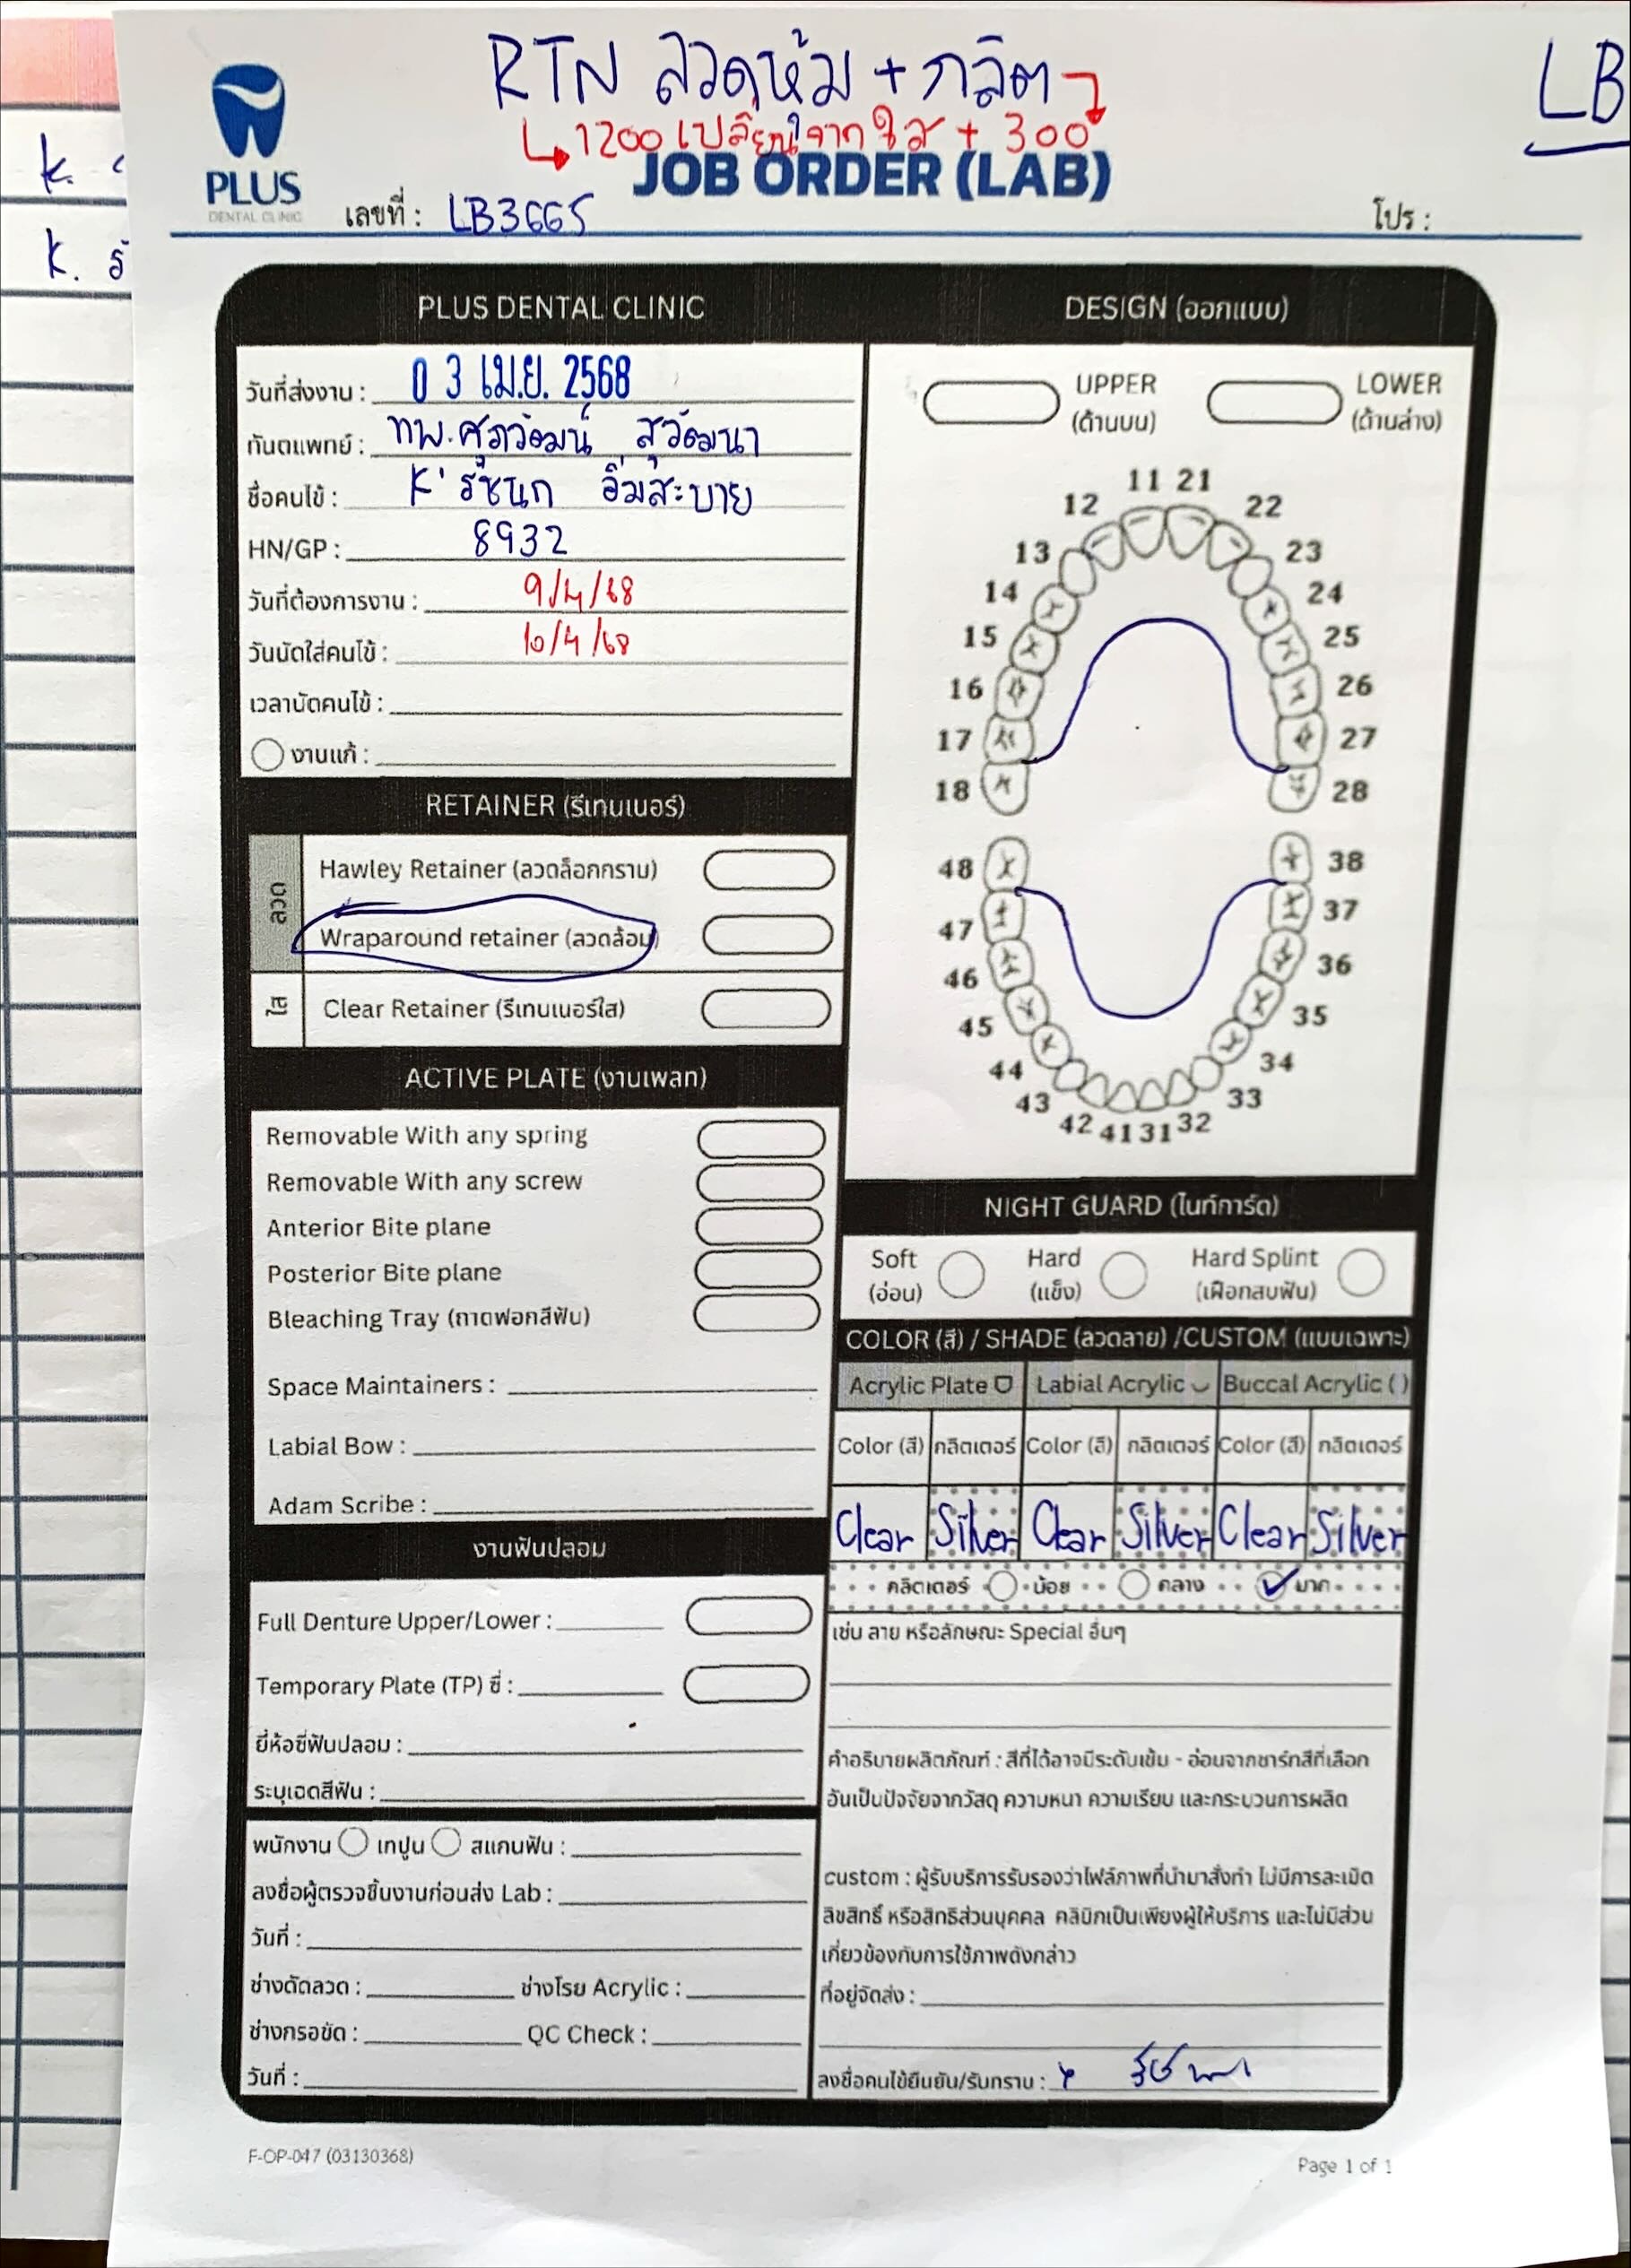 RTN ลวดหุ้ม + กลิต
1200 เปลี่ยนจากใส + 300
LB
PLUS
DENTAL CLINIC
JOB ORDER (LAB)
เลขที่ : LB3665
โปร :
K.
K. รั
PLUS DENTAL CLINIC
วันที่ส่งงาน : 0 3 เม.ย. 2568
ทันตแพทย์ : ทพ.ศุภวัฒน์ สุวัฒนา
ชื่อคนไข้ : K' รัชนก อิ่มสะบาย
HN/GP : 8932
วันที่ต้องการงาน : 9/4/68
วันนัดใส่คนไข้ : 10/4/68
เวลานัดคนไข้ :
งานแก้ :
RETAINER (รีเทนเนอร์)
ลวด
Hawley Retainer (ลวดล็อกกราม)
Wraparound retainer (ลวดล้อม)
ใส
Clear Retainer (รีเทนเนอร์ใส)
ACTIVE PLATE (งานเพลท)
Removable With any spring
Removable With any screw
Anterior Bite plane
Posterior Bite plane
Bleaching Tray (ถาดฟอกสีฟัน)
Space Maintainers :
Labial Bow :
Adam Scribe :
งานฟันปลอม
Full Denture Upper/Lower :
Temporary Plate (TP) ซี่ :
ยี่ห้อซี่ฟันปลอม :
ระบุเฉดสีฟัน :
พนักงาน เทปูน สแกนฟัน :
ลงชื่อผู้ตรวจชิ้นงานก่อนส่ง Lab :
วันที่ :
ช่างดัดลวด : ช่างโรย Acrylic :
ช่างกรอขัด : QC Check :
วันที่ :
DESIGN (ออกแบบ)
UPPER (ด้านบน)
LOWER (ด้านล่าง)
11 21
12 22
13 23
14 24
15 25
16 26
17 27
18 28
48 38
47 37
46 36
45 35
44 34
43 33
42 41 31 32
NIGHT GUARD (ไนท์การ์ด)
Soft (อ่อน)
Hard (แข็ง)
Hard Splint (เฝือกสบฟัน)
COLOR (สี) / SHADE (ลวดลาย) /CUSTOM (แบบเฉพาะ)
Acrylic Plate Labial Acrylic Buccal Acrylic ( )
Color (สี) กลิตเตอร์ Color (สี) กลิตเตอร์ Color (สี) กลิตเตอร์
Clear Silver Clear Silver Clear Silver
กลิตเตอร์ น้อย กลาง มาก
เช่น ลาย หรือลักษณะ Special อื่นๆ
คำอธิบายผลิตภัณฑ์ : สีที่ได้อาจมีระดับเข้ม - อ่อนจากชาร์ทสีที่เลือก
อันเป็นปัจจัยจากวัสดุ ความหนา ความเรียบ และกระบวนการผลิต
custom : ผู้รับบริการรับรองว่าไฟล์ภาพที่นำมาสั่งทำ ไม่มีการละเมิด
ลิขสิทธิ์ หรือสิทธิส่วนบุคคล คลินิกเป็นเพียงผู้ให้บริการ และไม่มีส่วน
เกี่ยวข้องกับการใช้ภาพดังกล่าว
ที่อยู่จัดส่ง :
ลงชื่อคนไข้ยืนยัน/รับทราบ :
F-OP-047 (03130368)
Page 1 of 1